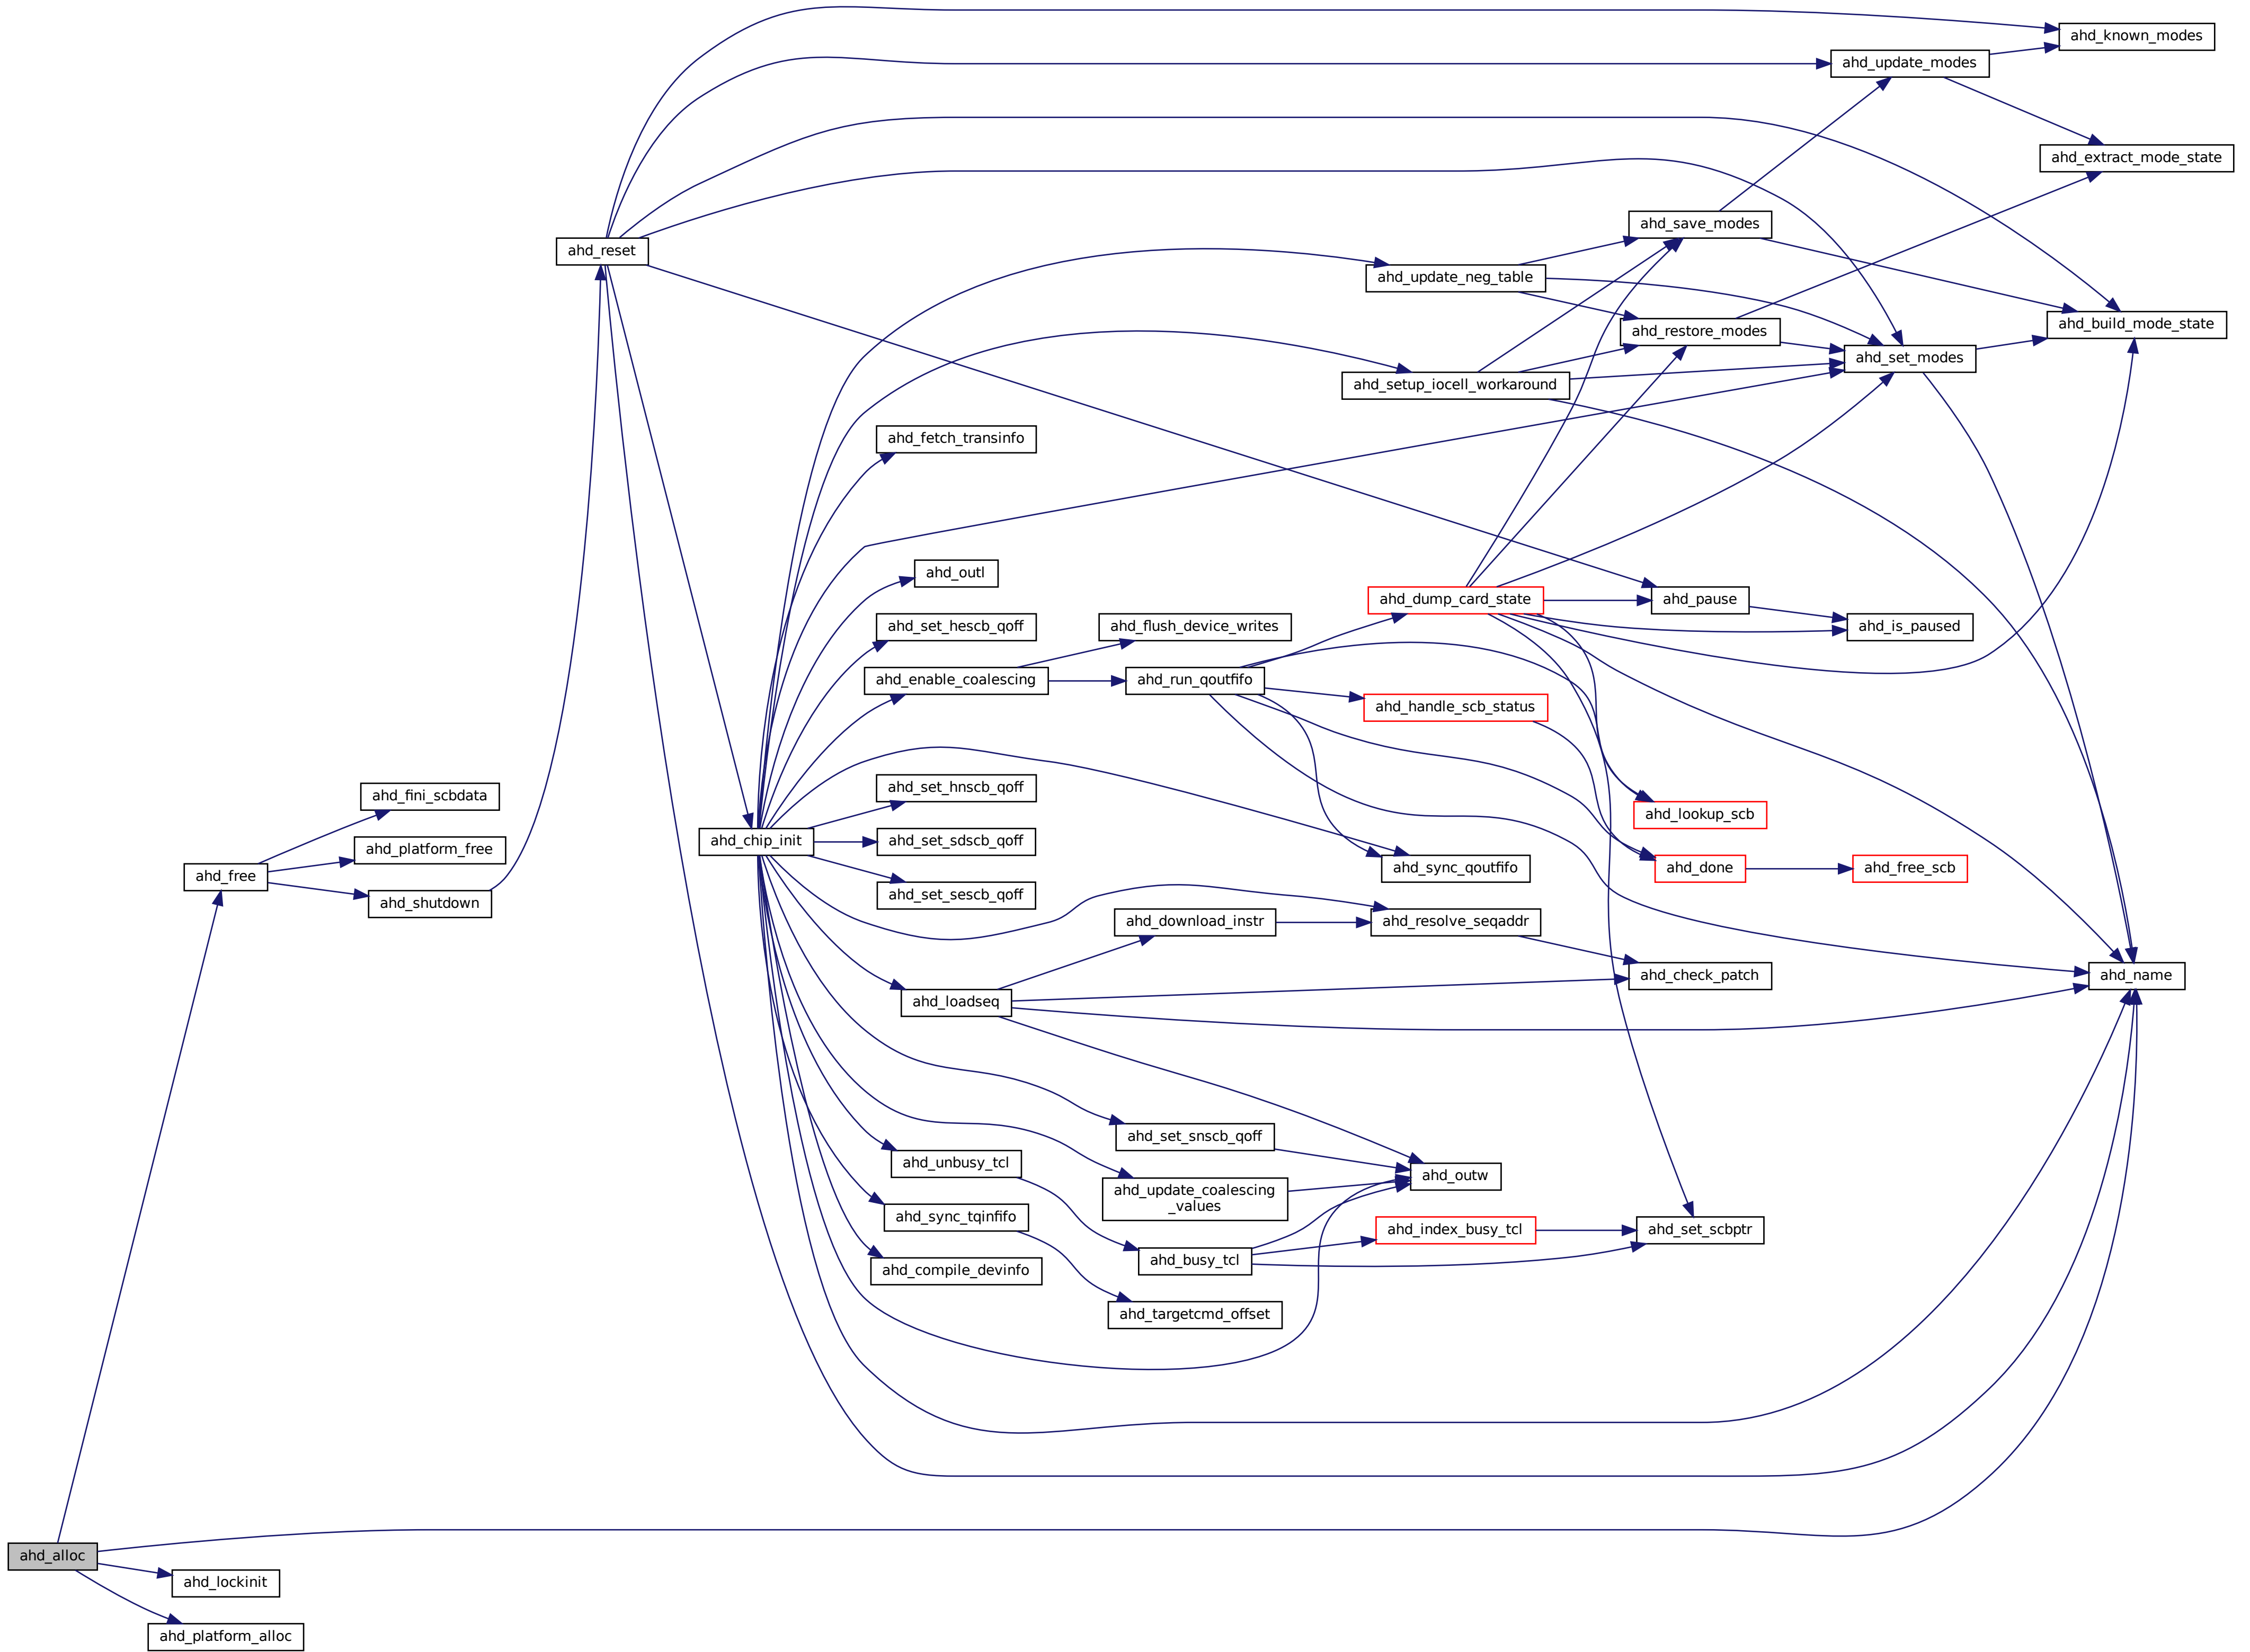 ahd_known_modes
ahd_update_modes
ahd_extract_mode_state
ahd_save_modes
ahd_reset
ahd_update_neg_table
ahd_build_mode_state
ahd_restore_modes
ahd_set_modes
ahd_setup_iocell_workaround
ahd_fetch_transinfo
ahd_outl
ahd_dump_card_state
ahd_pause
ahd_set_hescb_qoff
ahd_flush_device_writes
ahd_is_paused
ahd_enable_coalescing
ahd_run_qoutfifo
ahd_handle_scb_status
ahd_fini_scbdata
ahd_set_hnscb_qoff
ahd_lookup_scb
ahd_platform_free
ahd_chip_init
ahd_set_sdscb_qoff
ahd_free
ahd_sync_qoutfifo
ahd_done
ahd_free_scb
ahd_shutdown
ahd_set_sescb_qoff
ahd_download_instr
ahd_resolve_seqaddr
ahd_check_patch
ahd_name
ahd_loadseq
ahd_set_snscb_qoff
ahd_unbusy_tcl
ahd_outw
ahd_update_coalescing
_values
ahd_sync_tqinfifo
ahd_index_busy_tcl
ahd_set_scbptr
ahd_busy_tcl
ahd_compile_devinfo
ahd_targetcmd_offset
ahd_alloc
ahd_lockinit
ahd_platform_alloc